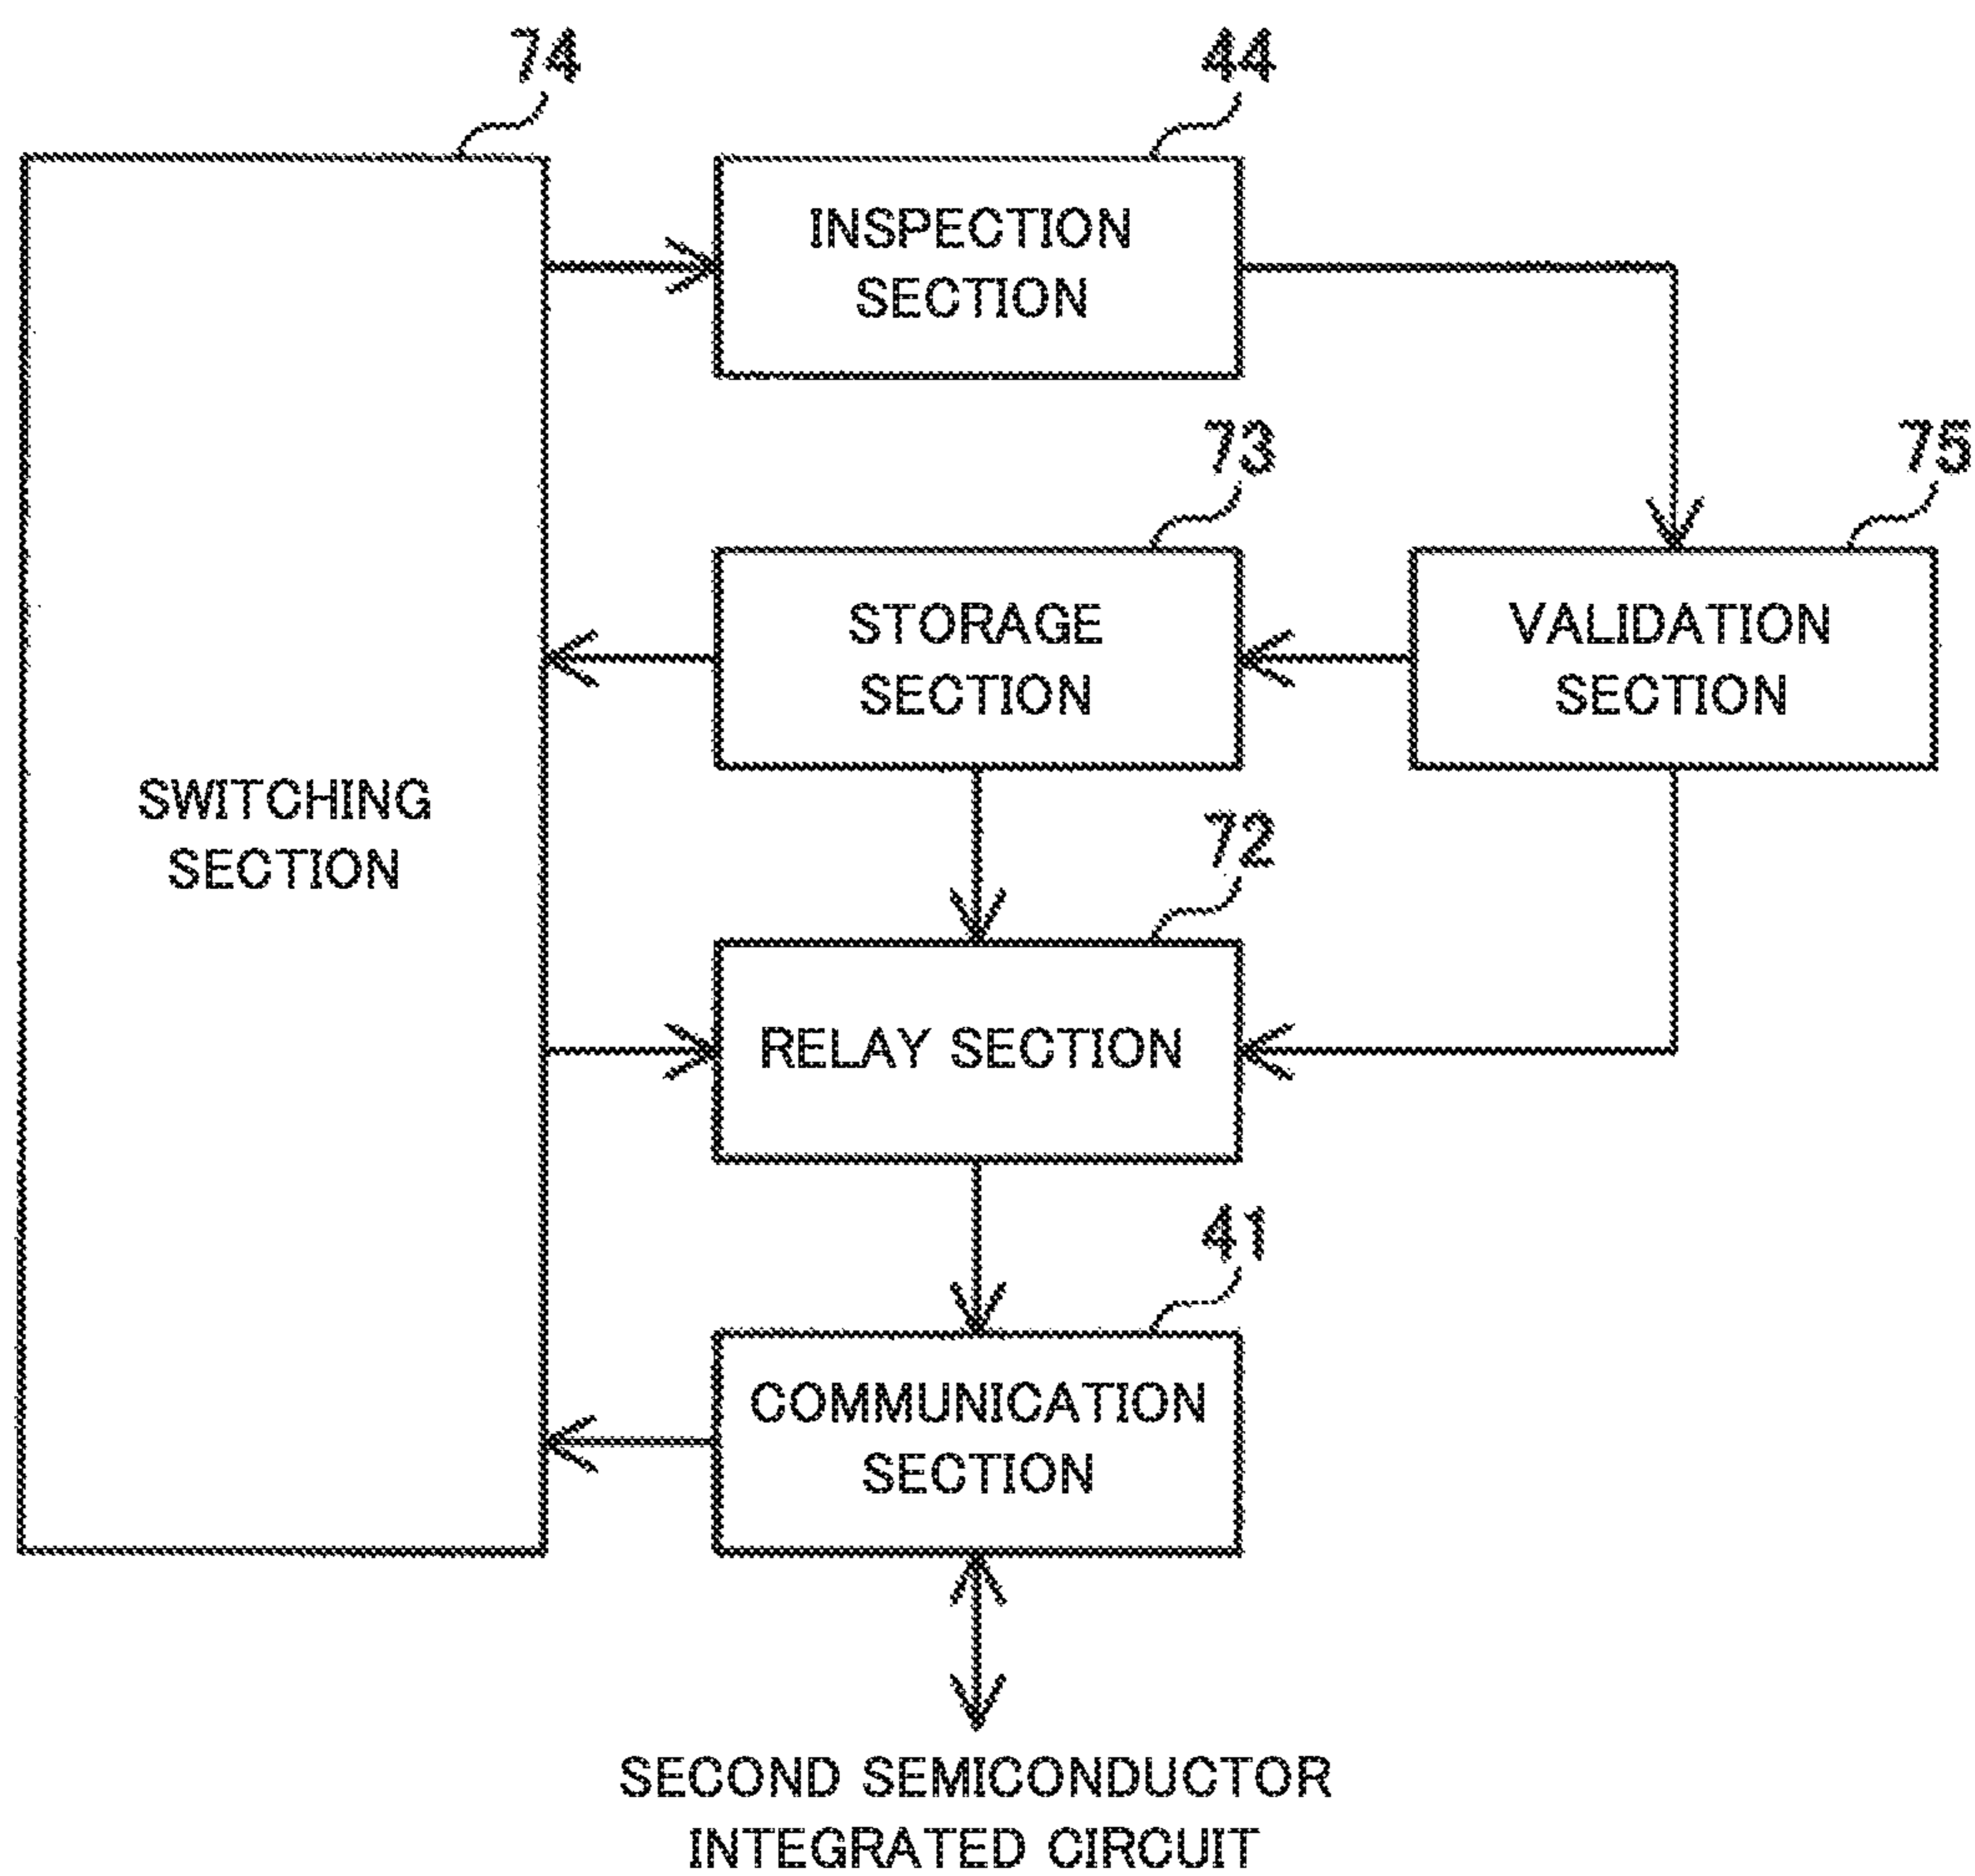 74
44
INSPECTION
SECTION
73
75
STORAGE
SECTION
VALIDATION
SECTION
SWITCHING
SECTION
72
RELAY SECTION
41
COMMUNICATION
SECTION
SECOND SEMICONDUCTOR
INTEGRATED CIRCUIT